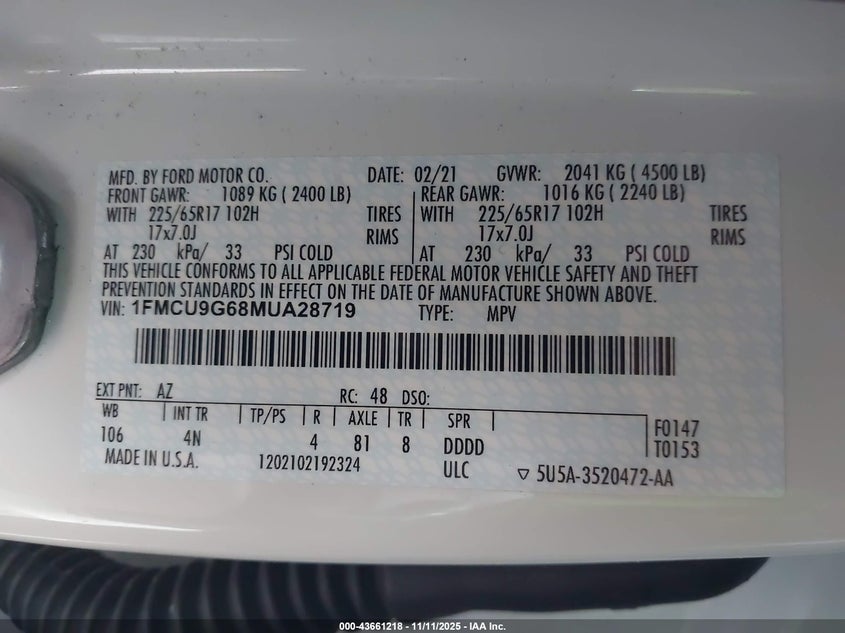 MFD. BY FORD MOTOR CO. DATE: 02/21 GVWR: 2041 KG ( 4500 LB)
FRONT GAWR: 1089 KG ( 2400 LB) REAR GAWR: 1016 KG ( 2240 LB)
WITH 225/65R17 102H TIRES WITH 225/65R17 102H TIRES
17x7.0J RIMS 17x7.0J RIMS
AT 230 kPa/ 33 PSI COLD AT 230 kPa/ 33 PSI COLD
THIS VEHICLE CONFORMS TO ALL APPLICABLE FEDERAL MOTOR VEHICLE SAFETY AND THEFT
PREVENTION STANDARDS IN EFFECT ON THE DATE OF MANUFACTURE SHOWN ABOVE.
VIN: 1FMCU9G68MUA28719 TYPE: MPV
EXT PNT: AZ RC: 48 DSO:
WB INT TR TP/PS R AXLE TR SPR F0147
106 4N 4 81 8 DDDD T0153
MADE IN U.S.A. 1202102192324 ULC 5U5A-3520472-AA
000-43661218 - 11/11/2025 - IAA Inc.